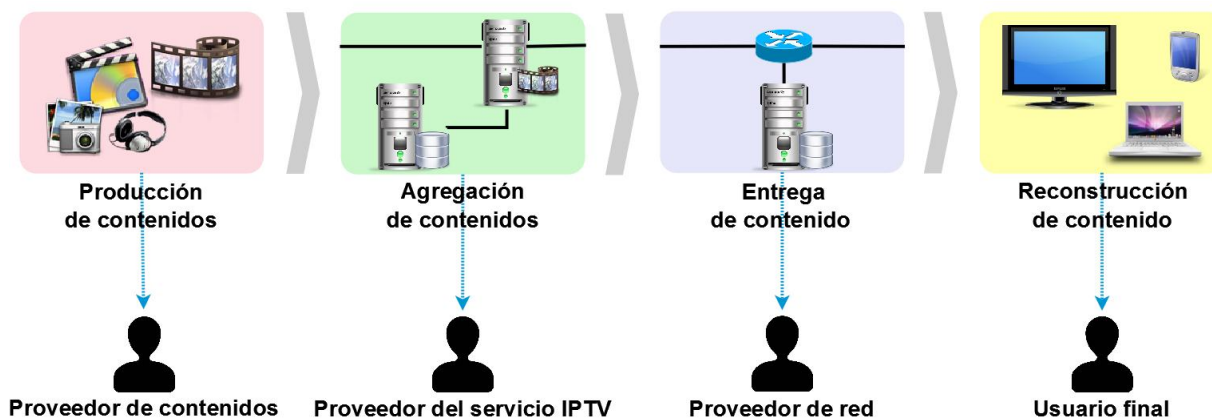 Producción
de contenidos
Agregación
de contenidos
Entrega
de contenido
Reconstrucción
de contenido
Proveedor de contenidos
Proveedor del servicio IPTV
Proveedor de red
Usuario final